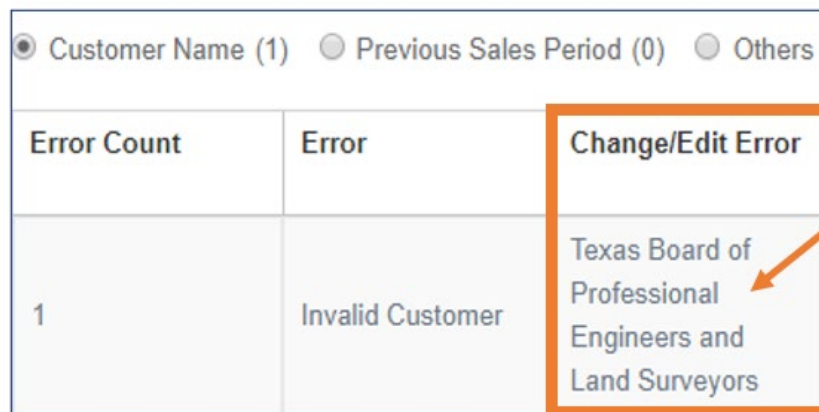 Customer Name (1) Previous Sales Period (0) Others
Error Count Error Change/Edit Error
1 Invalid Customer Texas Board of
Professional
Engineers and
Land Surveyors